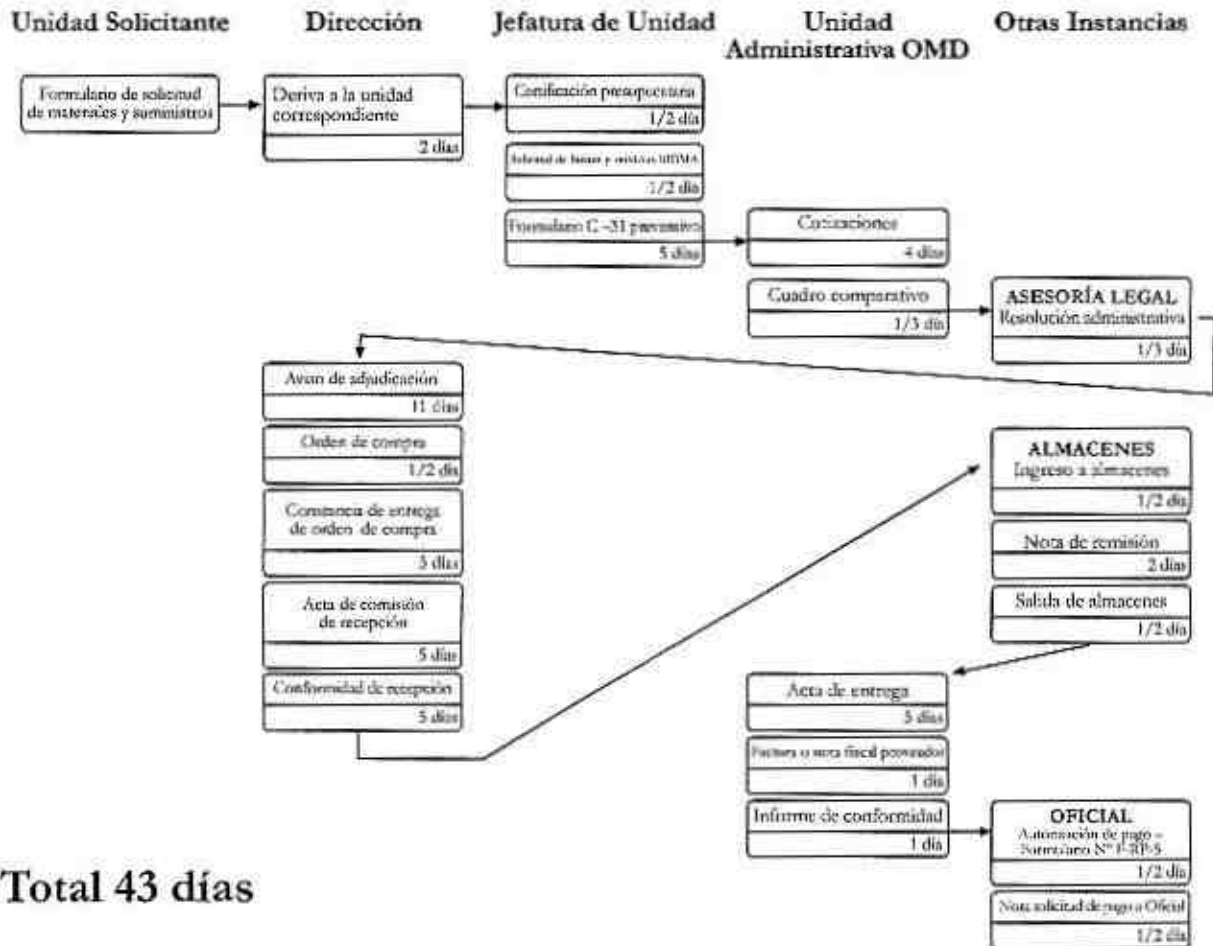 Unidad Solicitante
Dirección
Jefatura de Unidad
Unidad
Administrativa OMD
Otras Instancias
Formulario de solicitud
de materiales y suministros
Deriva a la unidad
correspondiente
2 días
Certificación presupuestaria
1/2 día
1/2 día
Formulario C-31 preventivo
5 días
Cotizaciones
4 días
Cuadro comparativo
1/3 día
ASESORÍA LEGAL
Resolución administrativa
1/3 día
de adjudicación
11 días
Orden de compra
1/2 día
Constancia de entrega
de orden de compra
3 días
Acta de comisión
de recepción
5 días
Conformidad de recepción
5 días
ALMACENES
Ingreso a almacenes
1/2 día
Nota de remisión
2 días
Salida de almacenes
1/2 día
Acta de entrega
3 días
Factura o nota fiscal proveedor
1 día
Informe de conformidad
1 día
OFICIAL
Autorización de pago –
Formulario Nº
1/2 día
Nota solicitud de pago a Oficial
1/2 día
Total 43 días